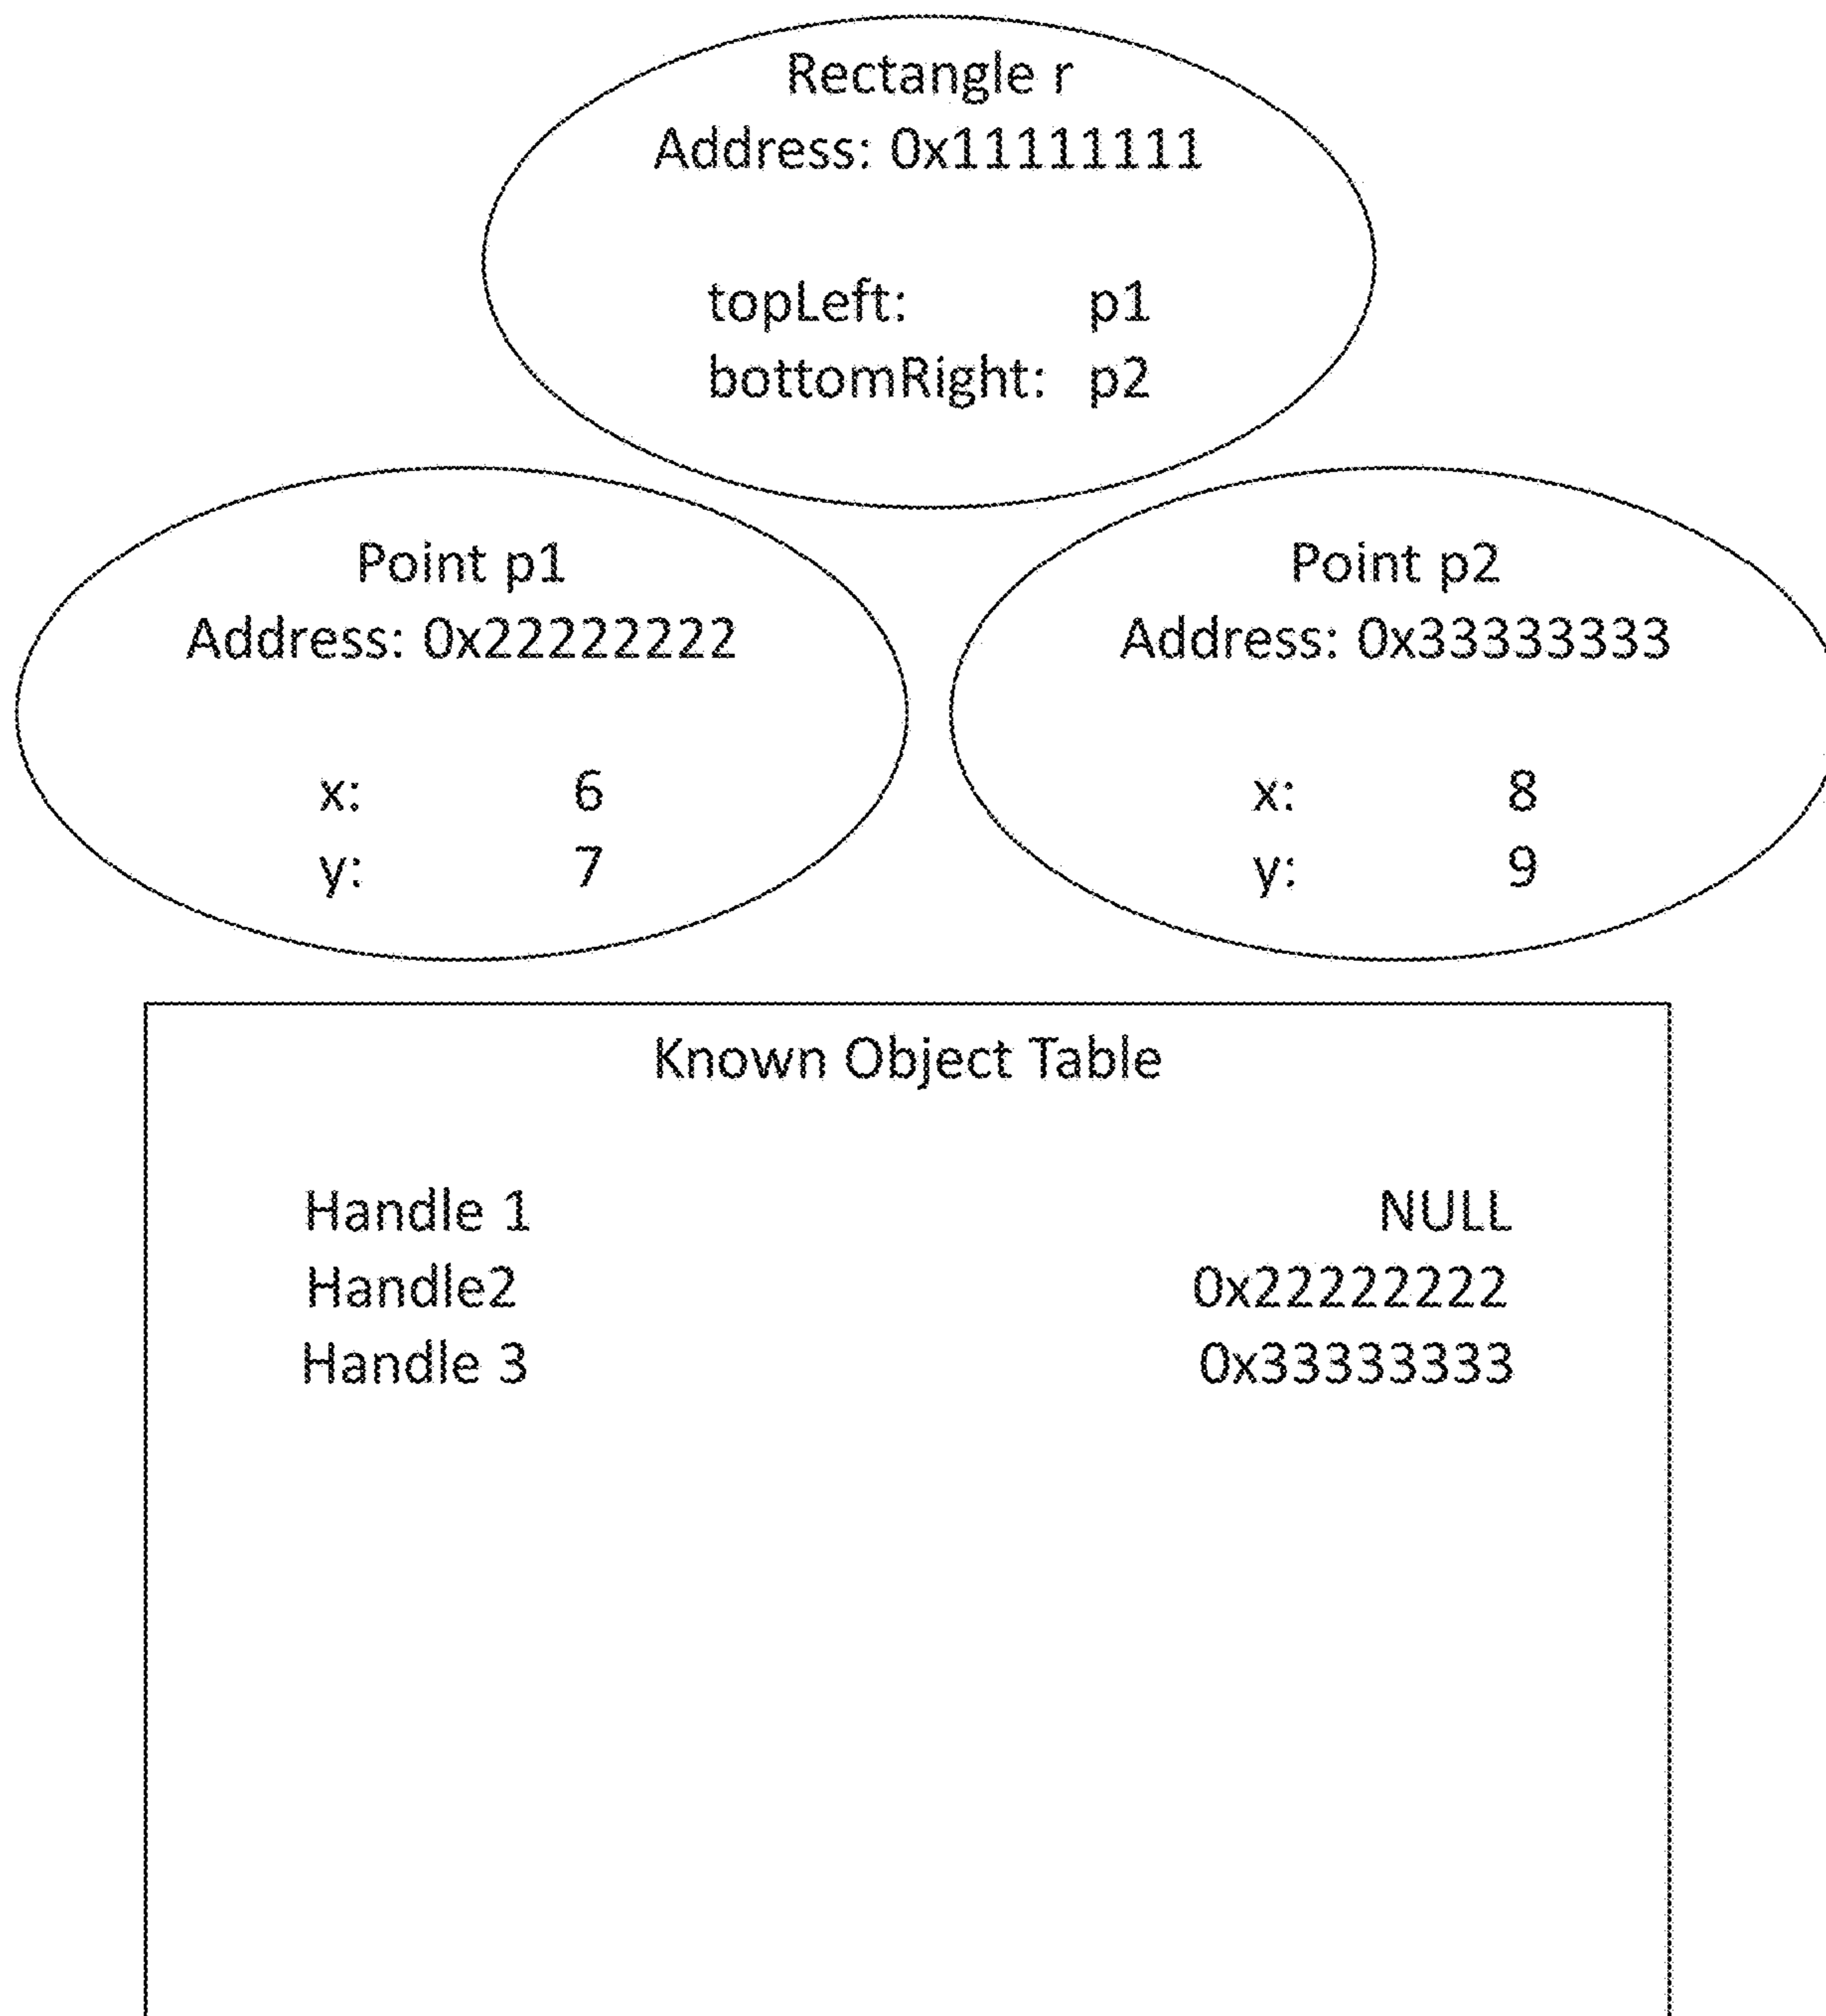 Rectangle r
Address: 0x11111111
topLeft: p1
bottomRight: p2
Point p1
Address: 0x22222222
x: 6
y: 7
Point p2
Address: 0x33333333
x: 8
y: 9
Known Object Table
Handle 1 NULL
Handle2 0x22222222
Handle 3 0x33333333